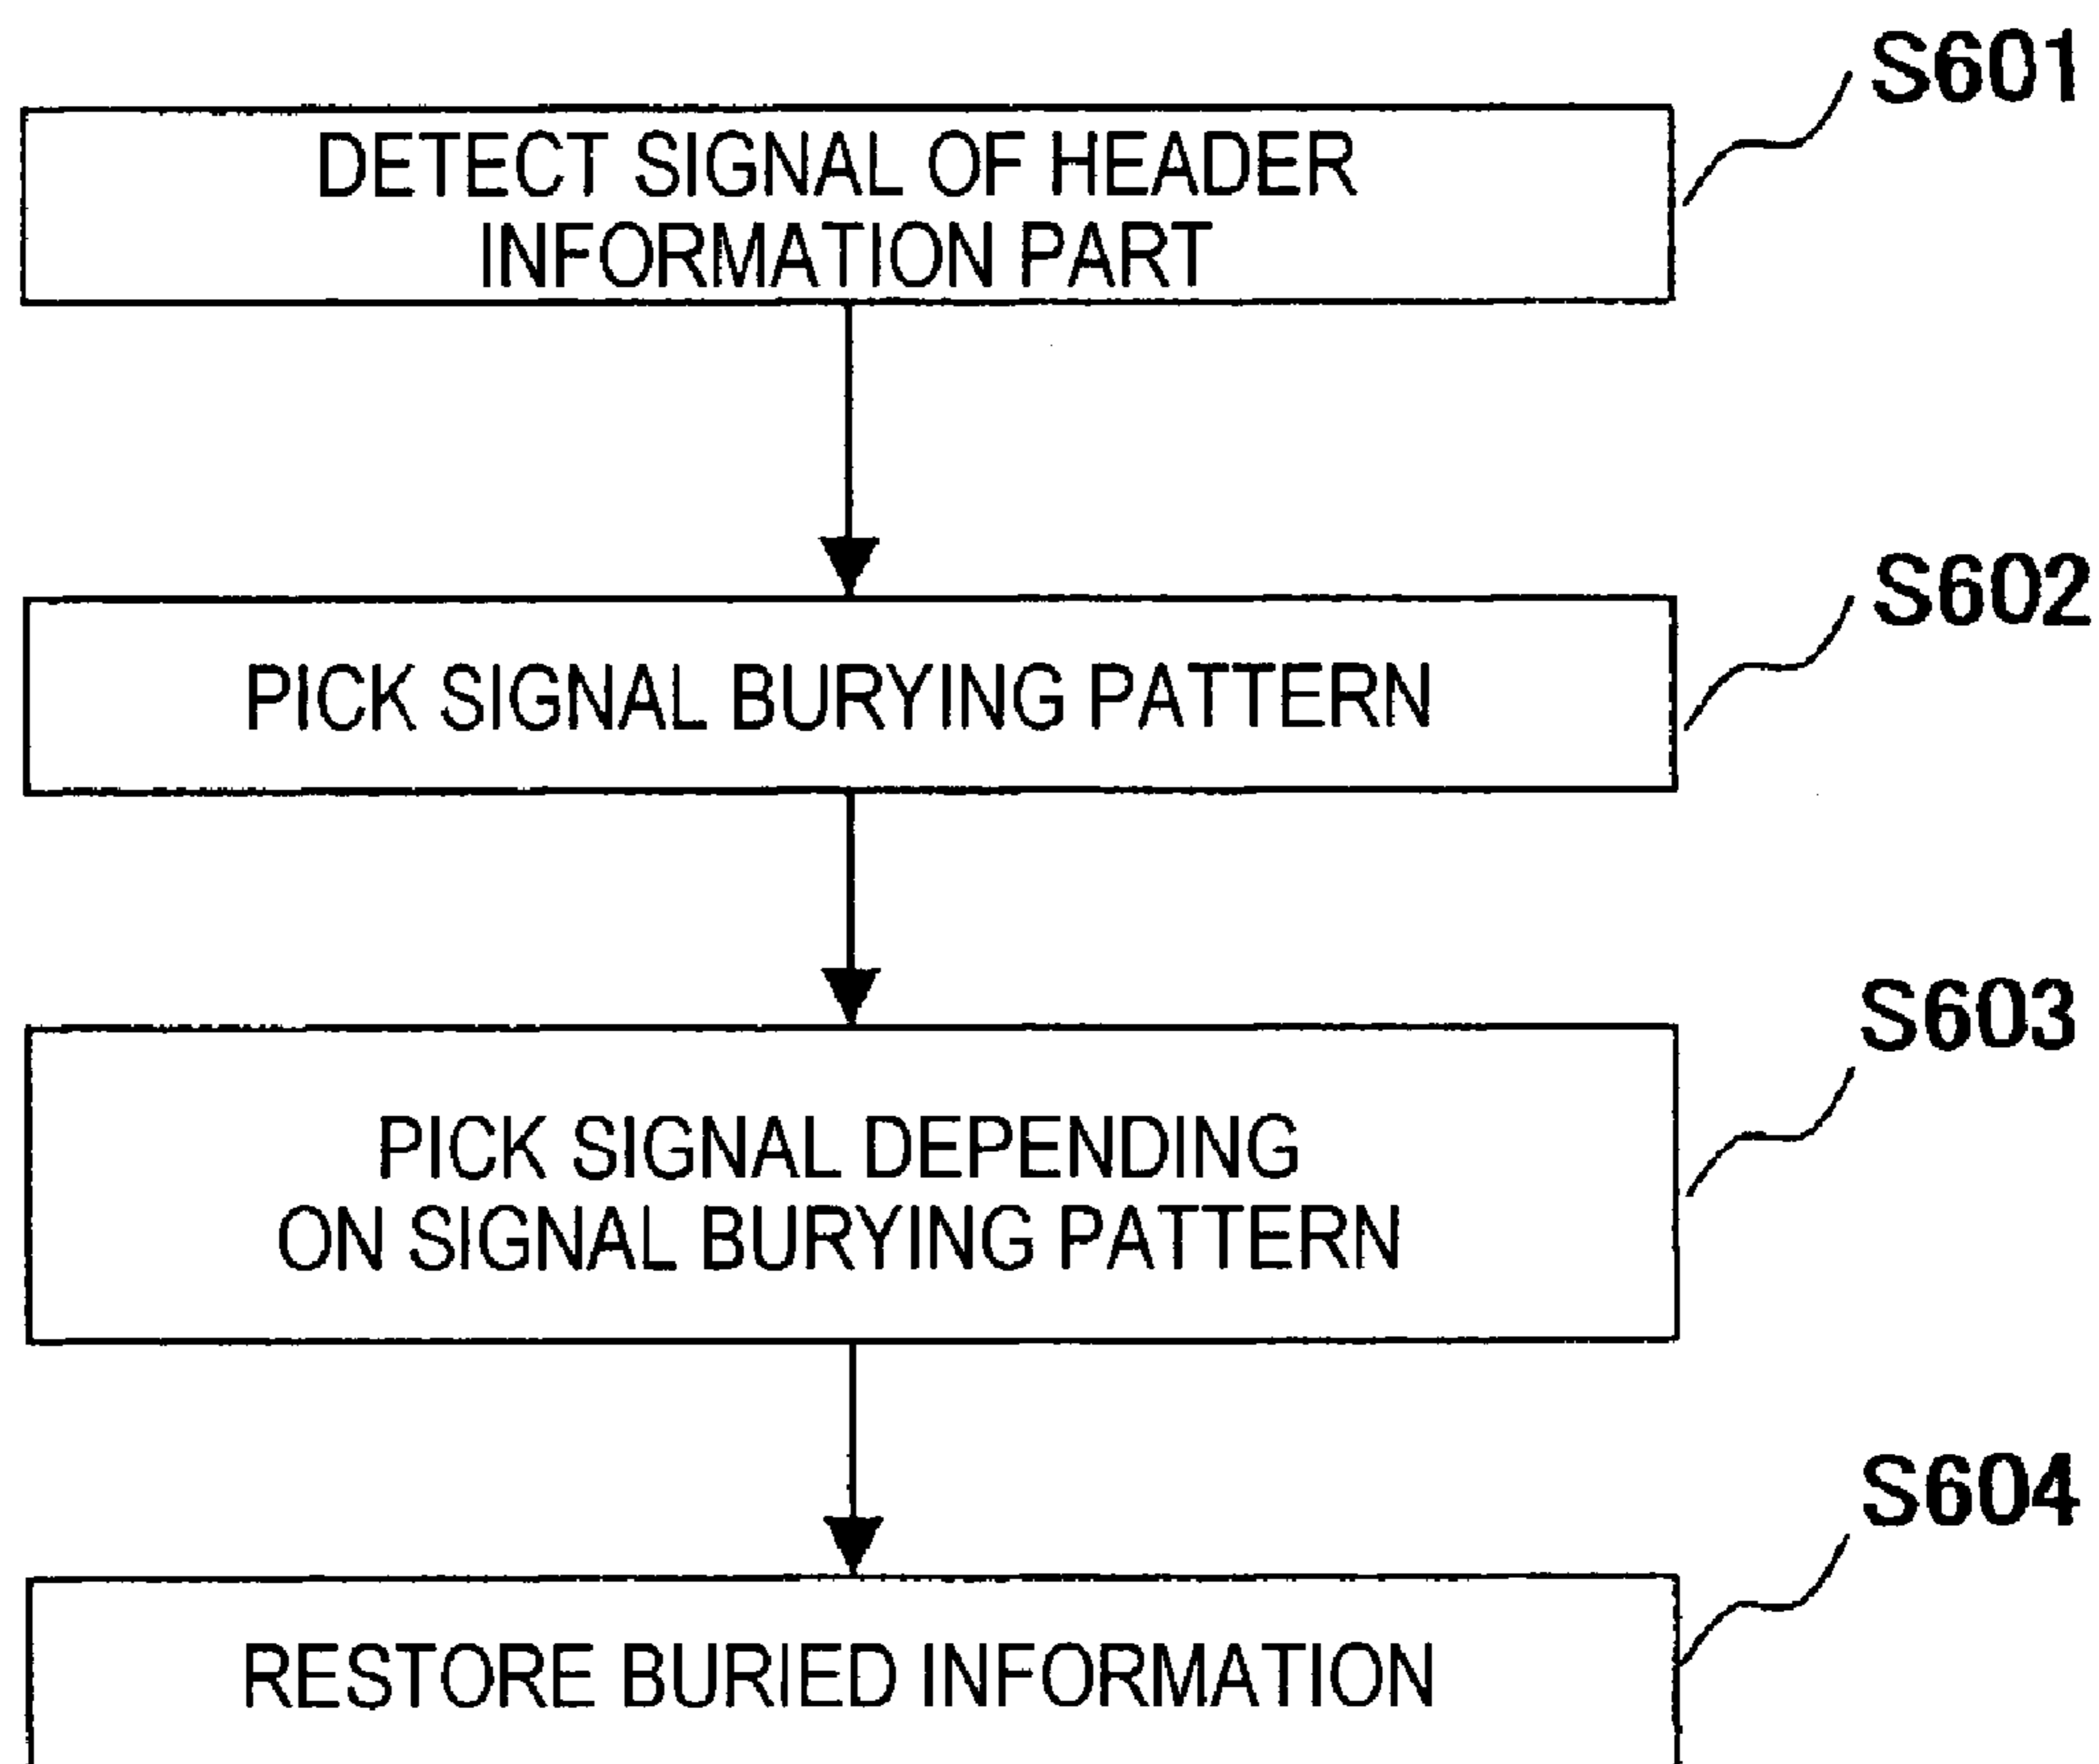 S601
DETECT SIGNAL OF HEADER
INFORMATION PART
S602
PICK SIGNAL BURYING PATTERN
S603
PICK SIGNAL DEPENDING
ON SIGNAL BURYING PATTERN
S604
RESTORE BURIED INFORMATION